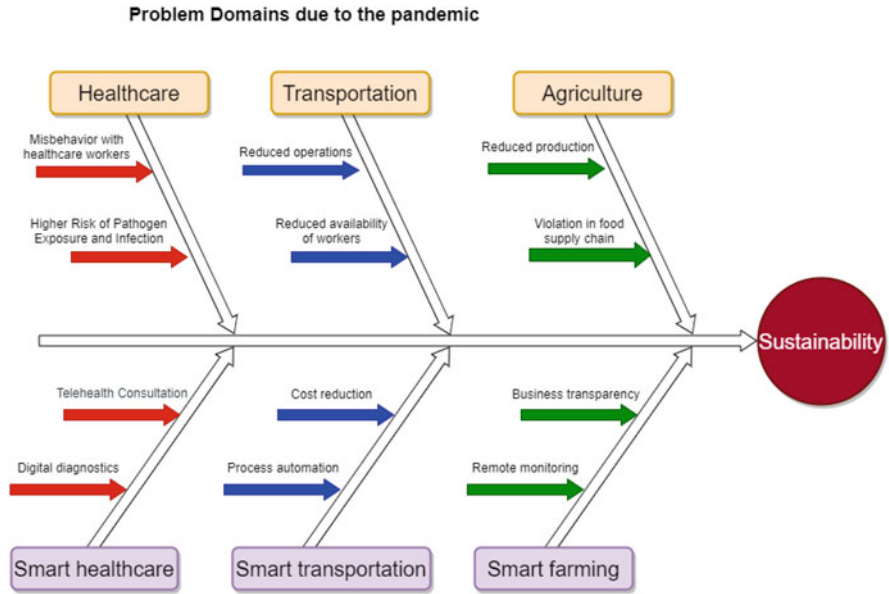 Problem Domains due to the pandemic
Healthcare
Transportation
Agriculture
Misbehavior with
healthcare workers
Reduced operations
Reduced production
Higher Risk of Pathogen
Exposure and Infection
Reduced availability
of workers
Violation in food
supply chain
Sustainability
Telehealth Consultation
Cost reduction
Business transparency
Digital diagnostics
Process automation
Remote monitoring
Smart healthcare
Smart transportation
Smart farming